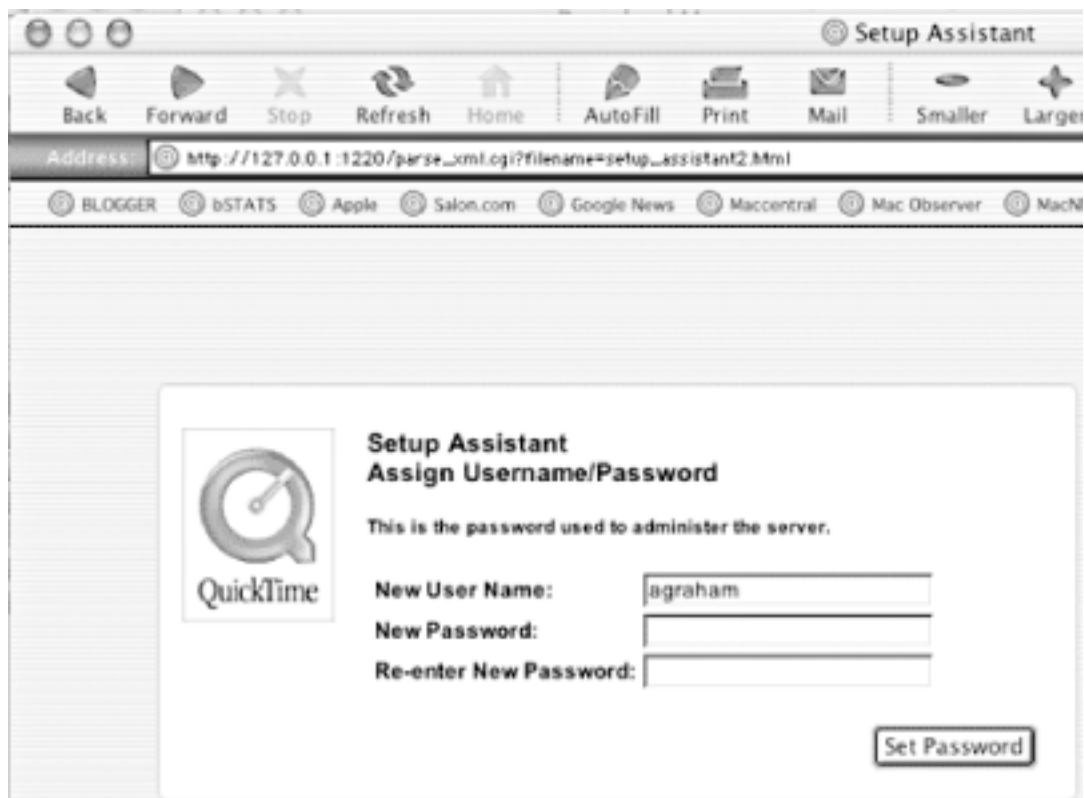 Setup Assistant
Back Forward Stop Refresh Home AutoFill Print Mail Smaller Larger
Address: http://127.0.0.1:1220/parse_xml.cgi?filename=setup_assistant2.html
BLOGGER bSTATS Apple Salon.com Google News Maccentral Mac Observer
Setup Assistant
Assign Username/Password
This is the password used to administer the server.
QuickTime
New User Name: agraham
New Password:
Re-enter New Password:
Set Password